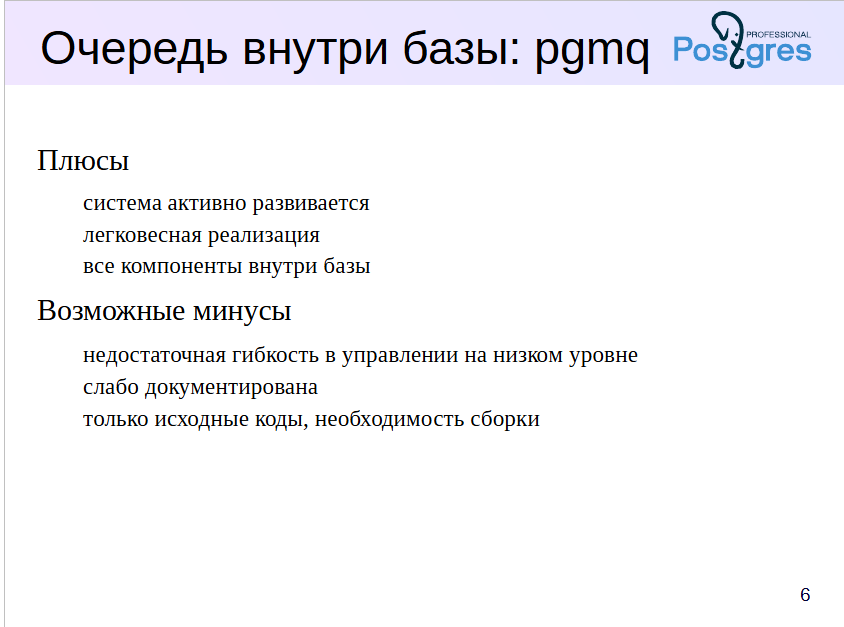 Очередь внутри базы: pgmq
PROFESSIONAL
Postgres
Плюсы
система активно развивается
легковесная реализация
все компоненты внутри базы
Возможные минусы
недостаточная гибкость в управлении на низком уровне
слабо документирована
только исходные коды, необходимость сборки
6